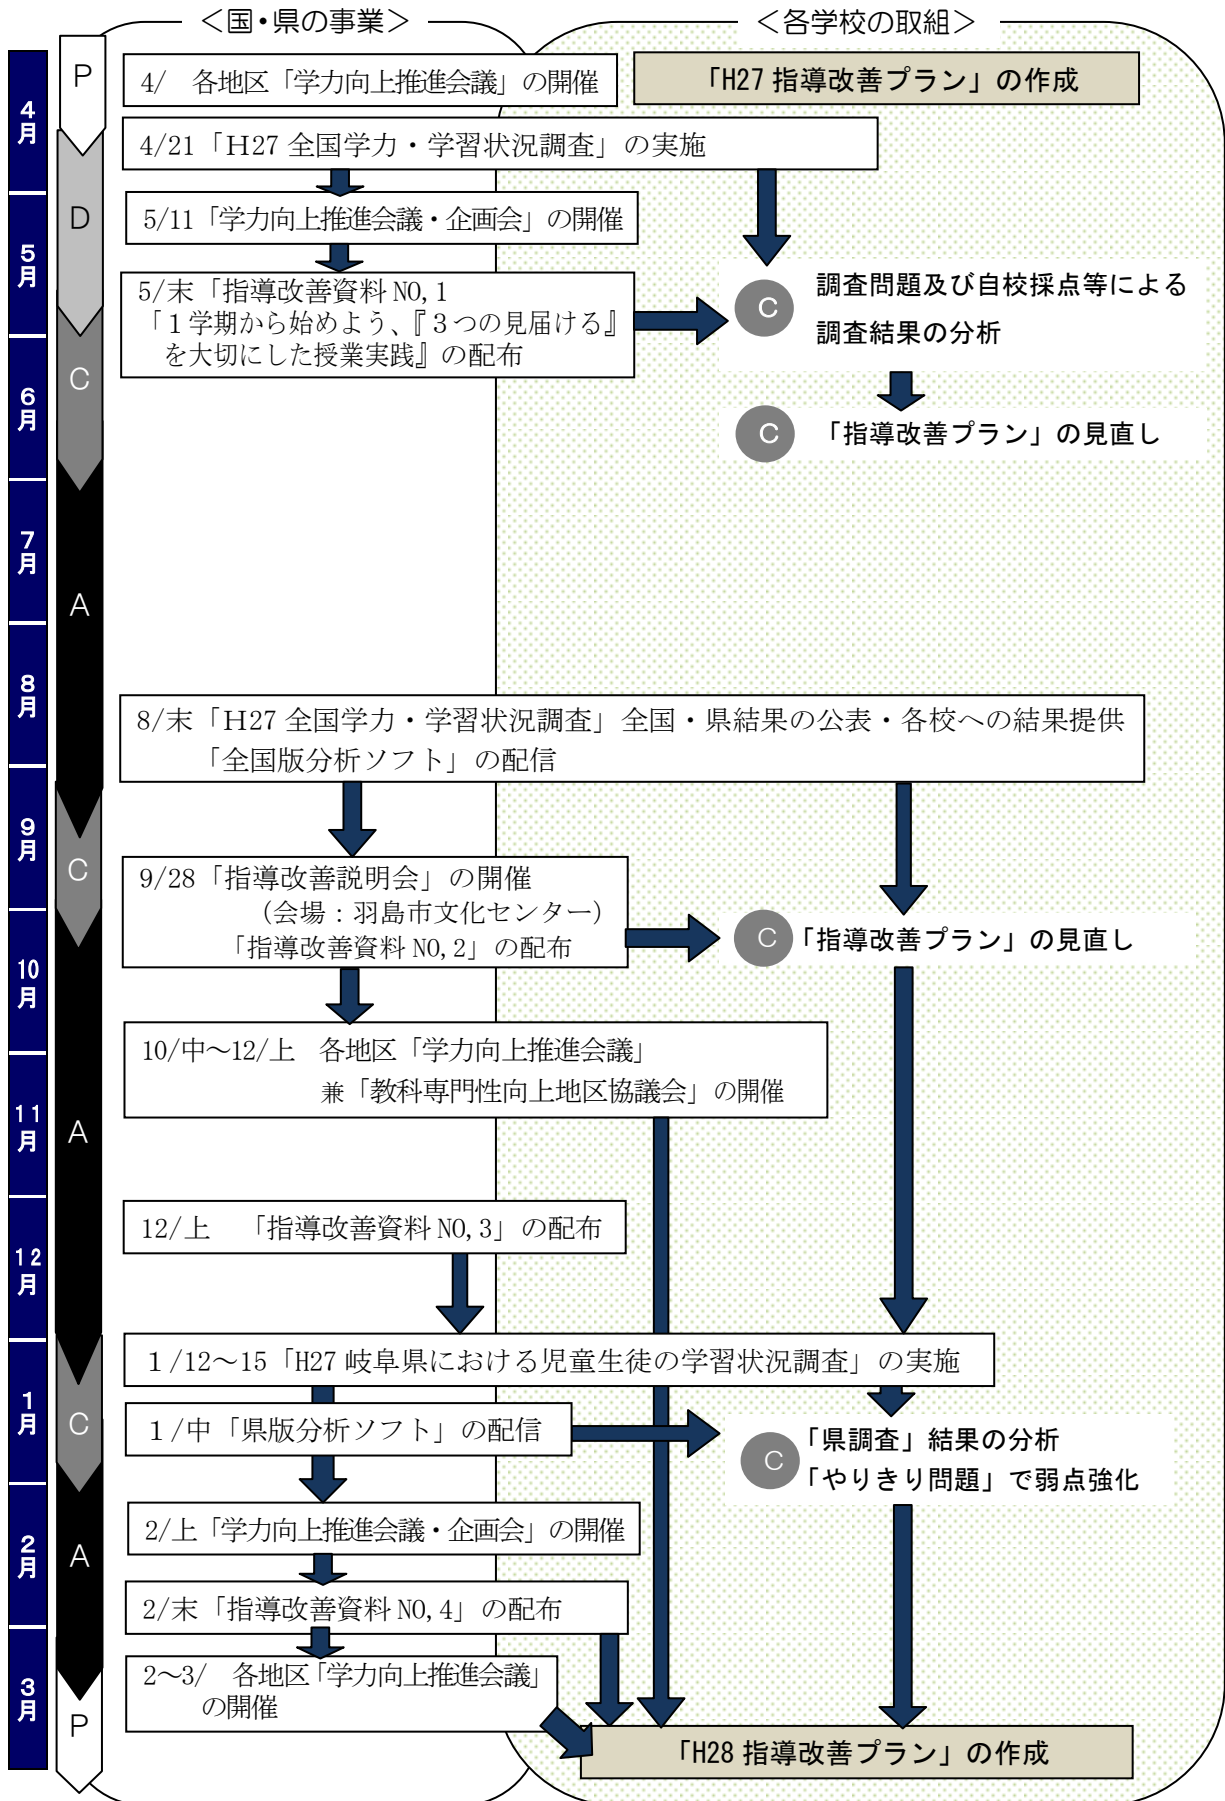 ＜国・県の事業＞
＜各学校の取組＞
4月
5月
6月
7月
8月
9月
10月
11月
12月
1月
2月
3月
P
D
C
A
C
A
C
A
P
4/　各地区「学力向上推進会議」の開催
「H27 指導改善プラン」の作成
4/21「H27 全国学力・学習状況調査」の実施
5/11「学力向上推進会議・企画会」の開催
5/末「指導改善資料 NO,1
「１学期から始めよう、『３つの見届ける』
を大切にした授業実践』の配布
C
調査問題及び自校採点等による
調査結果の分析
C
「指導改善プラン」の見直し
8/末「H27 全国学力・学習状況調査」全国・県結果の公表・各校への結果提供
「全国版分析ソフト」の配信
9/28「指導改善説明会」の開催
（会場：羽島市文化センター）
「指導改善資料 NO,2」の配布
C
「指導改善プラン」の見直し
10/中～12/上　各地区「学力向上推進会議」
兼「教科専門性向上地区協議会」の開催
12/上　「指導改善資料 NO,3」の配布
１/12～15「H27 岐阜県における児童生徒の学習状況調査」の実施
１/中「県版分析ソフト」の配信
C
「県調査」結果の分析
「やりきり問題」で弱点強化
2/上「学力向上推進会議・企画会」の開催
2/末「指導改善資料 NO,4」の配布
2～3/　各地区「学力向上推進会議」
の開催
「H28 指導改善プラン」の作成